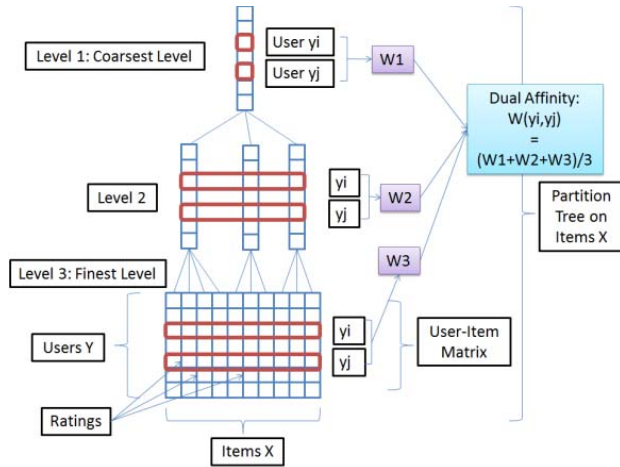 Level 1: Coarsest Level
User yi
User yj
W1
Dual Affinity:
W(yi,yj)
=
(W1+W2+W3)/3
Level 2
yi
yj
W2
Partition
Tree on
Items X
W3
Level 3: Finest Level
Users Y
yi
yj
User-Item
Matrix
Ratings
Items X